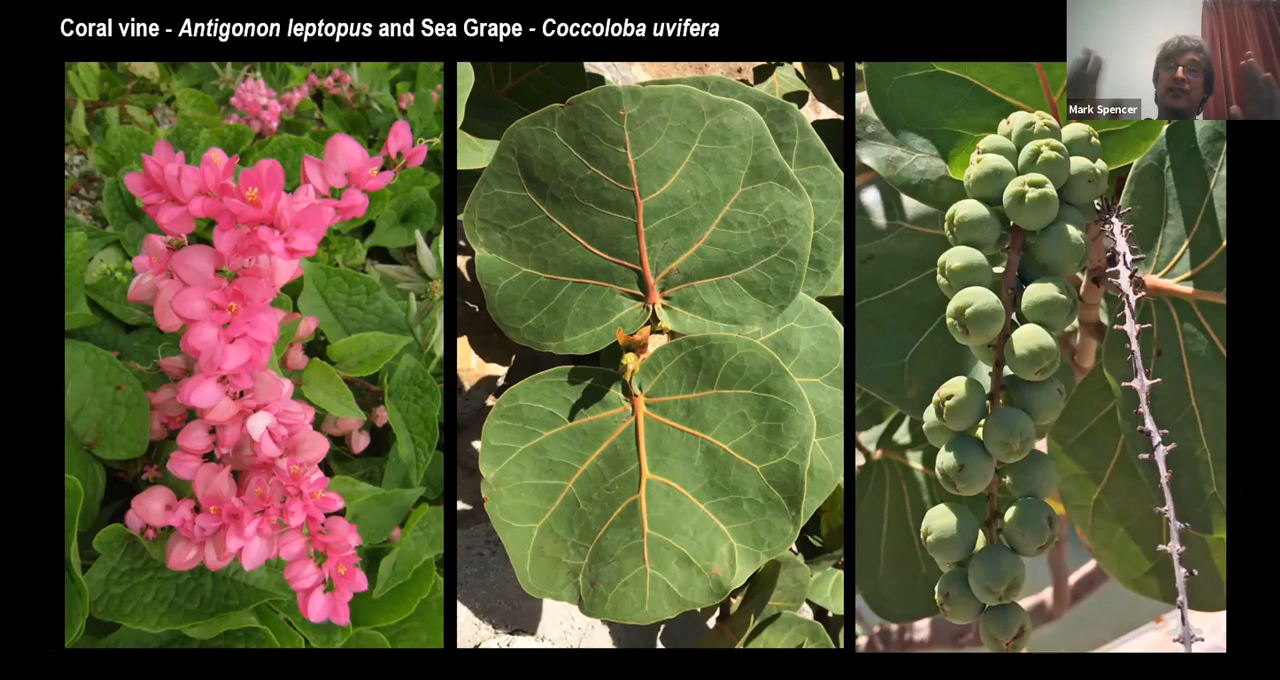 Coral vine - Antigonon leptopus and Sea Grape - Coccoloba uvifera
Mark Spencer